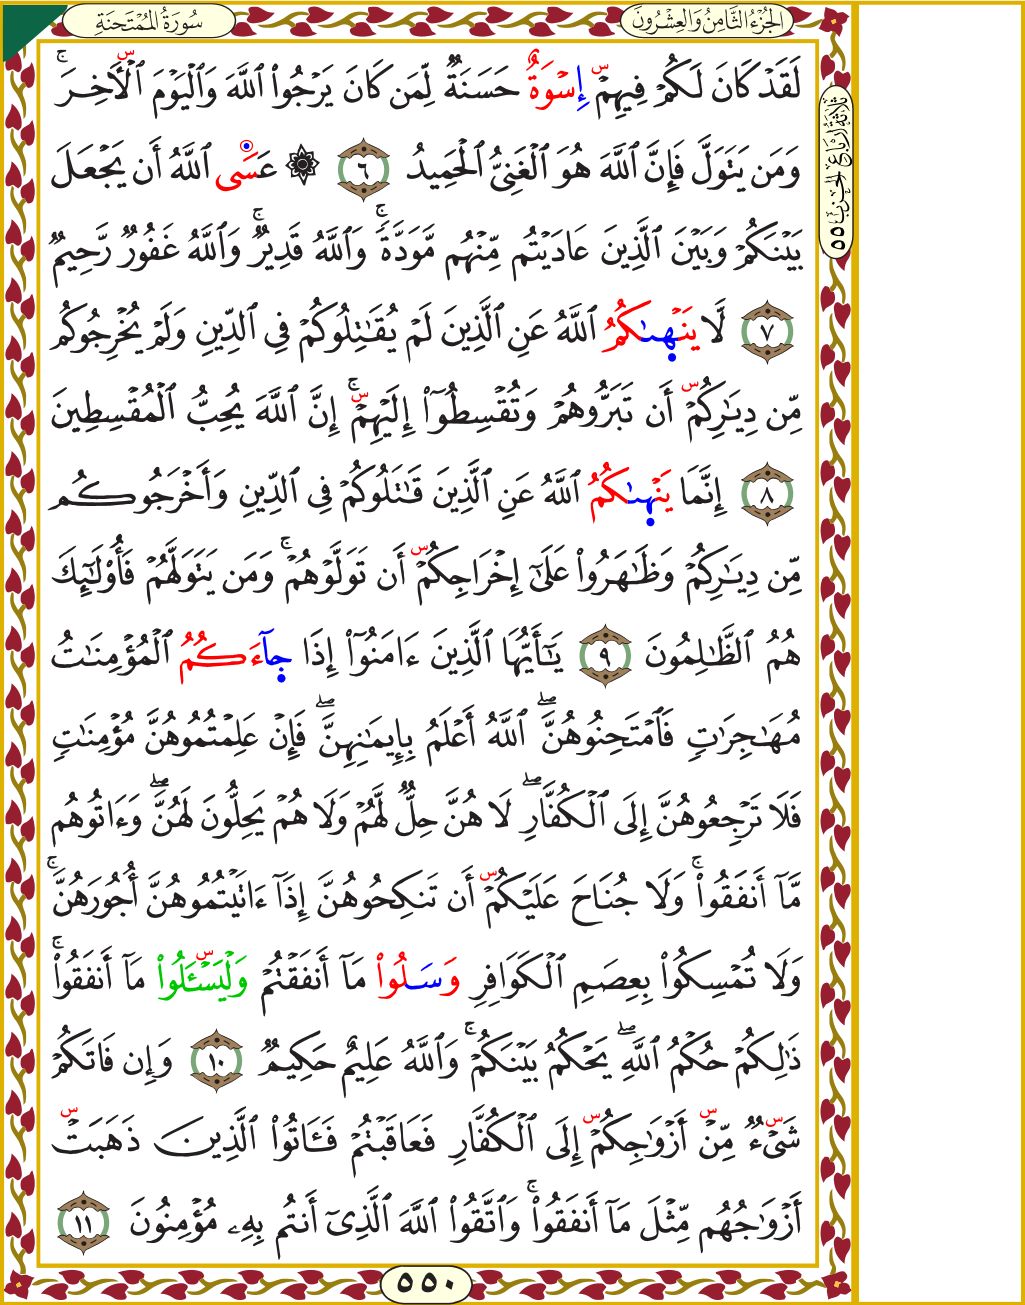 الجُزْءُ الثَّامِنُ وَالعِشْرُونَ
سُورَةُ المُمْتَحَنَةِ
لَقَدْ كَانَ لَكُمْ فِيهِمْ إِسْوَةٌ حَسَنَةٌ لِّمَن كَانَ يَرْجُوا۟ ٱللَّهَ وَٱلْيَوْمَ ٱلْأَخِرَ ۚ
وَمَن يَتَوَلَّ فَإِنَّ ٱللَّهَ هُوَ ٱلْغَنِىُّ ٱلْحَمِيدُ ٦ ۞ عَسَى ٱللَّهُ أَن يَجْعَلَ
بَيْنَكُمْ وَبَيْنَ ٱلَّذِينَ عَادَيْتُم مِّنْهُم مَّوَدَّةً ۚ وَٱللَّهُ قَدِيرٌ ۚ وَٱللَّهُ غَفُورٌ رَّحِيمٌ
٧ لَّا يَنْهَىٰكُمُ ٱللَّهُ عَنِ ٱلَّذِينَ لَمْ يُقَـٰتِلُوكُمْ فِى ٱلدِّينِ وَلَمْ يُخْرِجُوكُم
مِّن دِيَـٰرِكُمْ أَن تَبَرُّوهُمْ وَتُقْسِطُوٓا۟ إِلَيْهِمْ ۚ إِنَّ ٱللَّهَ يُحِبُّ ٱلْمُقْسِطِينَ
٨ إِنَّمَا يَنْهَىٰكُمُ ٱللَّهُ عَنِ ٱلَّذِينَ قَـٰتَلُوكُمْ فِى ٱلدِّينِ وَأَخْرَجُوكُم
مِّن دِيَـٰرِكُمْ وَظَـٰهَرُوا۟ عَلَىٰٓ إِخْرَاجِكُمْ أَن تَوَلَّوْهُمْ ۚ وَمَن يَتَوَلَّهُمْ فَأُو۟لَـٰٓئِكَ
هُمُ ٱلظَّـٰلِمُونَ ٩ يَـٰٓأَيُّهَا ٱلَّذِينَ ءَامَنُوٓا۟ إِذَا جَآءَكُمُ ٱلْمُؤْمِنَـٰتُ
مُهَـٰجِرَٰتٍ فَٱمْتَحِنُوهُنَّ ۖ ٱللَّهُ أَعْلَمُ بِإِيمَـٰنِهِنَّ ۖ فَإِنْ عَلِمْتُمُوهُنَّ مُؤْمِنَـٰتٍ
فَلَا تَرْجِعُوهُنَّ إِلَى ٱلْكُفَّارِ ۖ لَا هُنَّ حِلٌّ لَّهُمْ وَلَا هُمْ يَحِلُّونَ لَهُنَّ ۖ وَءَاتُوهُم
مَّآ أَنفَقُوا۟ ۚ وَلَا جُنَاحَ عَلَيْكُمْ أَن تَنكِحُوهُنَّ إِذَآ ءَاتَيْتُمُوهُنَّ أُجُورَهُنَّ ۚ
وَلَا تُمْسِكُوا۟ بِعِصَمِ ٱلْكَوَافِرِ وَسَلُوا۟ مَآ أَنفَقْتُمْ وَلْيَسْـَٔلُوا۟ مَآ أَنفَقُوا۟ ۚ
ذَٰلِكُمْ حُكْمُ ٱللَّهِ ۖ يَحْكُمُ بَيْنَكُمْ ۚ وَٱللَّهُ عَلِيمٌ حَكِيمٌ ١٠ وَإِن فَاتَكُمْ
شَىْءٌ مِّنْ أَزْوَٰجِكُمْ إِلَى ٱلْكُفَّارِ فَعَاقَبْتُمْ فَـَٔاتُوا۟ ٱلَّذِينَ ذَهَبَتْ
أَزْوَٰجُهُم مِّثْلَ مَآ أَنفَقُوا۟ ۚ وَٱتَّقُوا۟ ٱللَّهَ ٱلَّذِىٓ أَنتُم بِهِۦ مُؤْمِنُونَ ١١
ثَلَاثَةُ أَرْبَاعِ الحِزْبِ ٥٥
٥٥٠